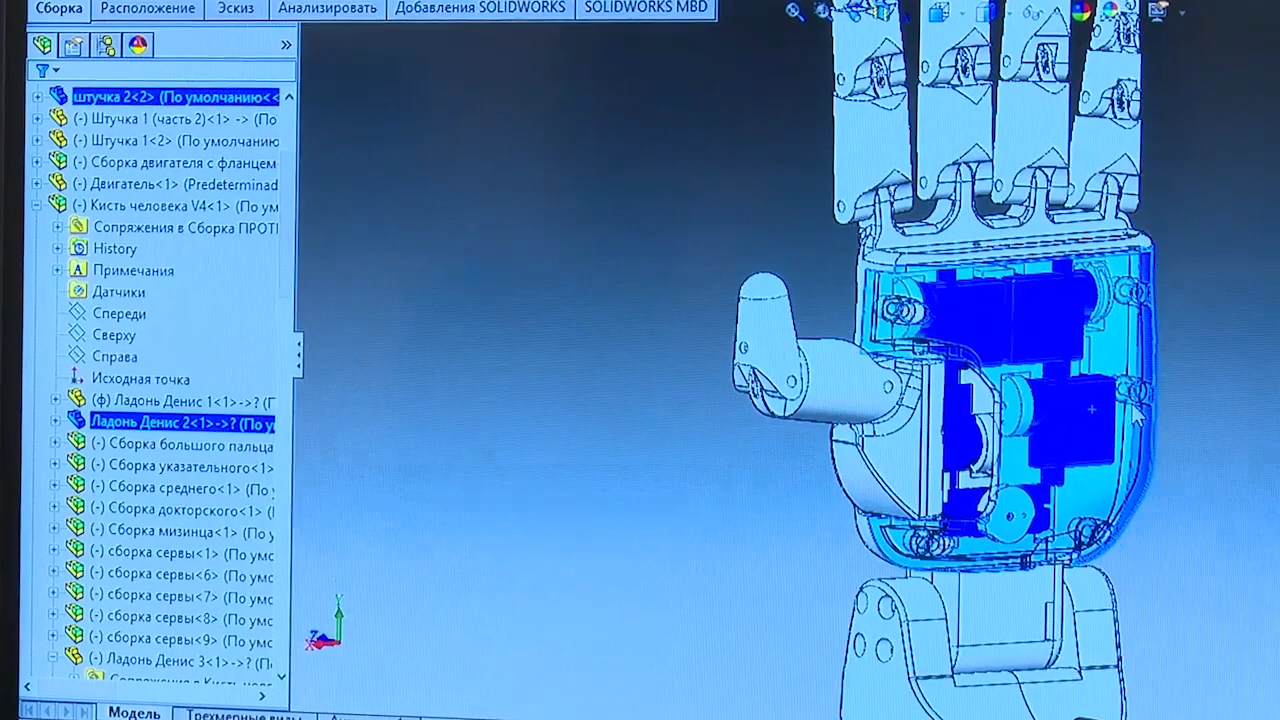 Сборка Расположение Эскиз Анализировать Добавления SOLIDWORKS SOLIDWORKS MBD
штучка 2<2> (По умолчанию<<
(-) Штучка 1 (часть 2)<1> -> (По
(-) Штучка 1<2> (По умолчанию
(-) Сборка двигателя с фланцем
(-) Двигатель<1> (Predeterminad
(-) Кисть человека V4<1> (По ум
Сопряжения в Сборка ПРОТІ
History
Примечания
Датчики
Спереди
Сверху
Справа
Исходная точка
(ф) Ладонь Денис 1<1>->? (Г
Ладонь Денис 2<1>->? (По у
(-) Сборка большого пальца
(-) Сборка указательного<1>
(-) Сборка среднего<1> (По
(-) Сборка докторского<1> (
(-) Сборка мизинца<1> (По у
(-) сборка сервы<1> (По умс
(-) сборка сервы<6> (По умс
(-) сборка сервы<7> (По умс
(-) сборка сервы<8> (По умс
(-) сборка сервы<9> (По умс
(-) Ладонь Денис 3<1>->? (П
Сопряжения в Кисть
Y
Z
X
Модель Трехмерные виды